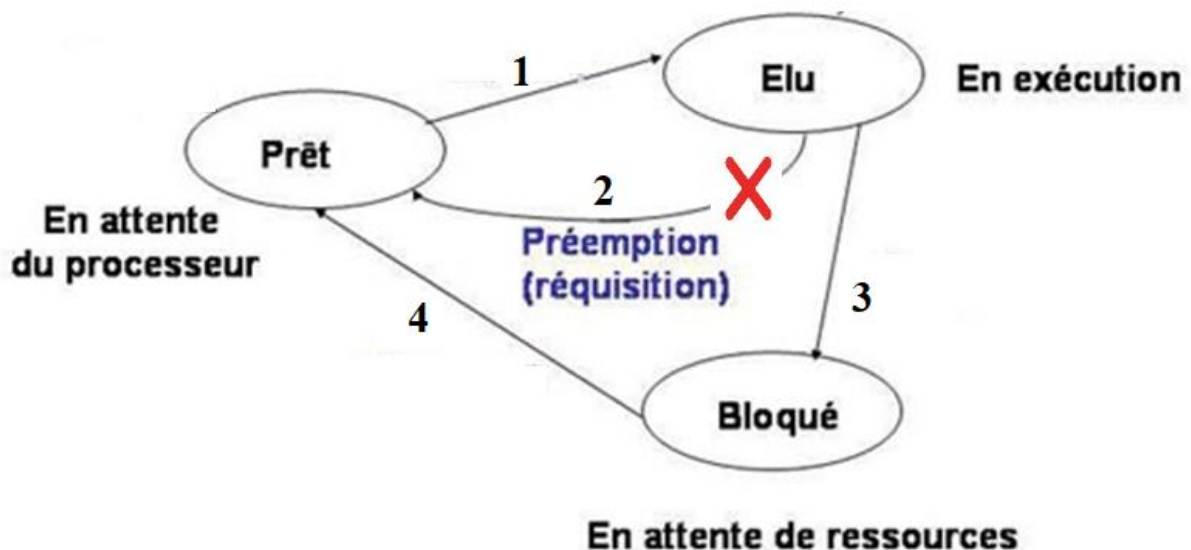 1
Elu
En exécution
Prêt
2
En attente
du processeur
Préemption
(réquisition)
3
4
Bloqué
En attente de ressources